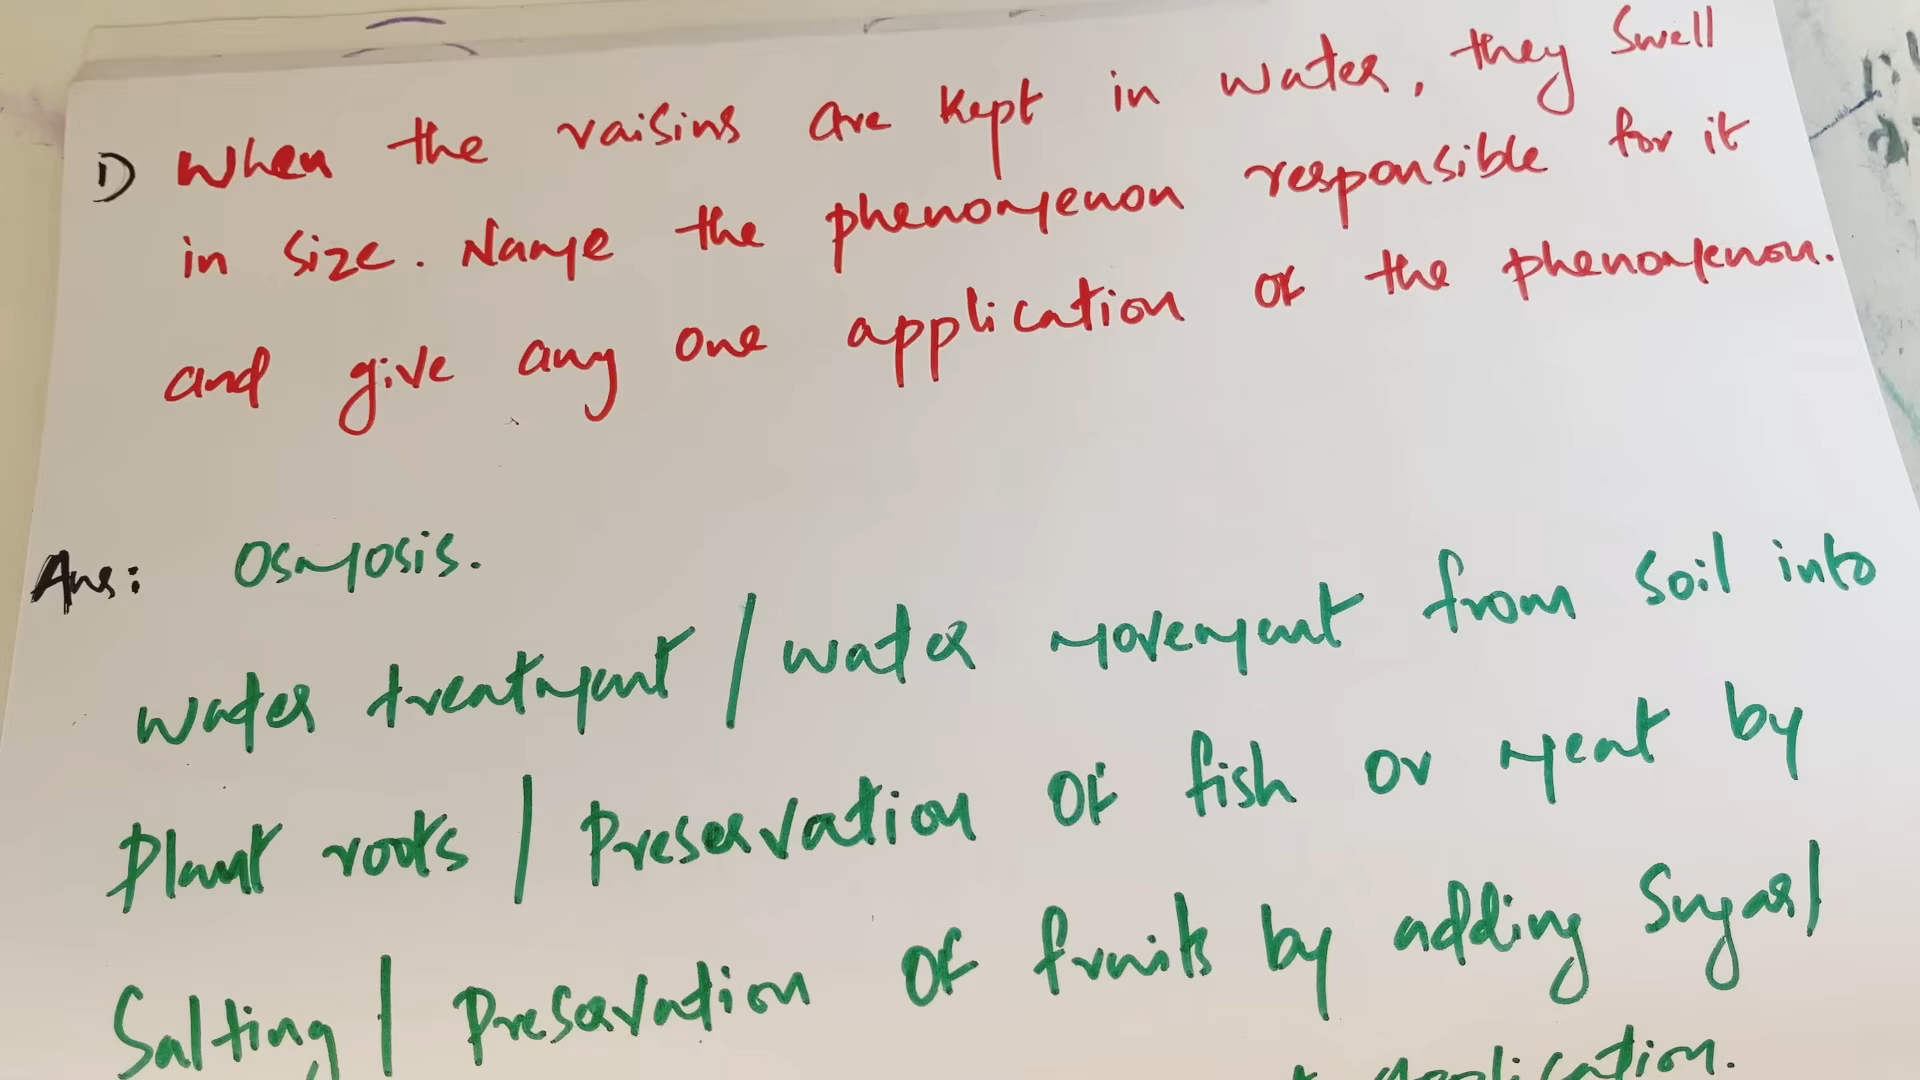 1) When the raisins are kept in water, they swell
in size. Name the phenomenon responsible for it
and give any one application of the phenomenon.
Ans: Osmosis.
Water treatment / water movement from soil into
Plant roots / Preservation of fish or meat by
Salting / Preservation of fruits by adding Sugar/
application.